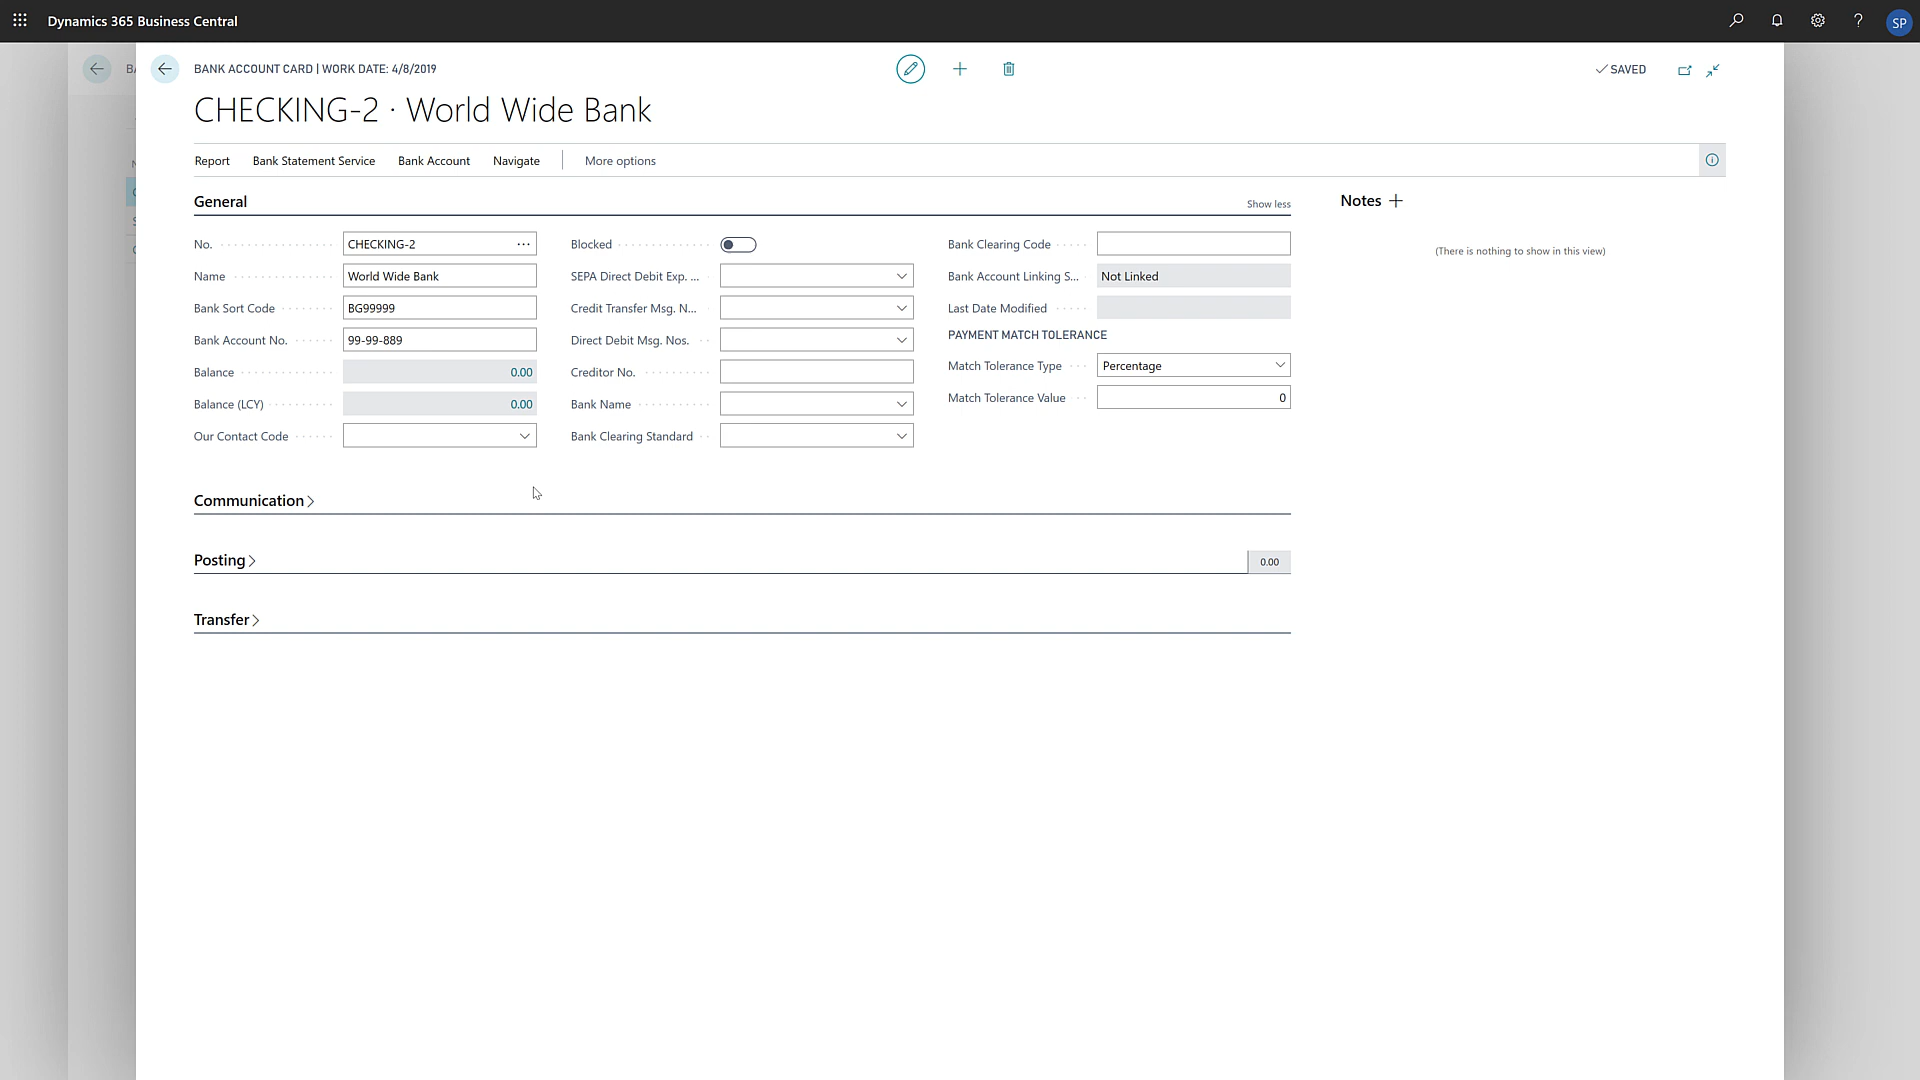 Dynamics 365 Business Central
?
SP
BANK ACCOUNT CARD | WORK DATE: 4/8/2019
✓ SAVED
CHECKING-2 · World Wide Bank
Report Bank Statement Service Bank Account Navigate More options
General
Show less
No. CHECKING-2 ...
Name World Wide Bank
Bank Sort Code BG99999
Bank Account No. 99-99-889
Balance 0.00
Balance (LCY) 0.00
Our Contact Code
Blocked
SEPA Direct Debit Exp. ...
Credit Transfer Msg. N...
Direct Debit Msg. Nos.
Creditor No.
Bank Name
Bank Clearing Standard
Bank Clearing Code
Bank Account Linking S... Not Linked
Last Date Modified
PAYMENT MATCH TOLERANCE
Match Tolerance Type Percentage
Match Tolerance Value 0
Notes +
(There is nothing to show in this view)
Communication >
Posting >
0.00
Transfer >